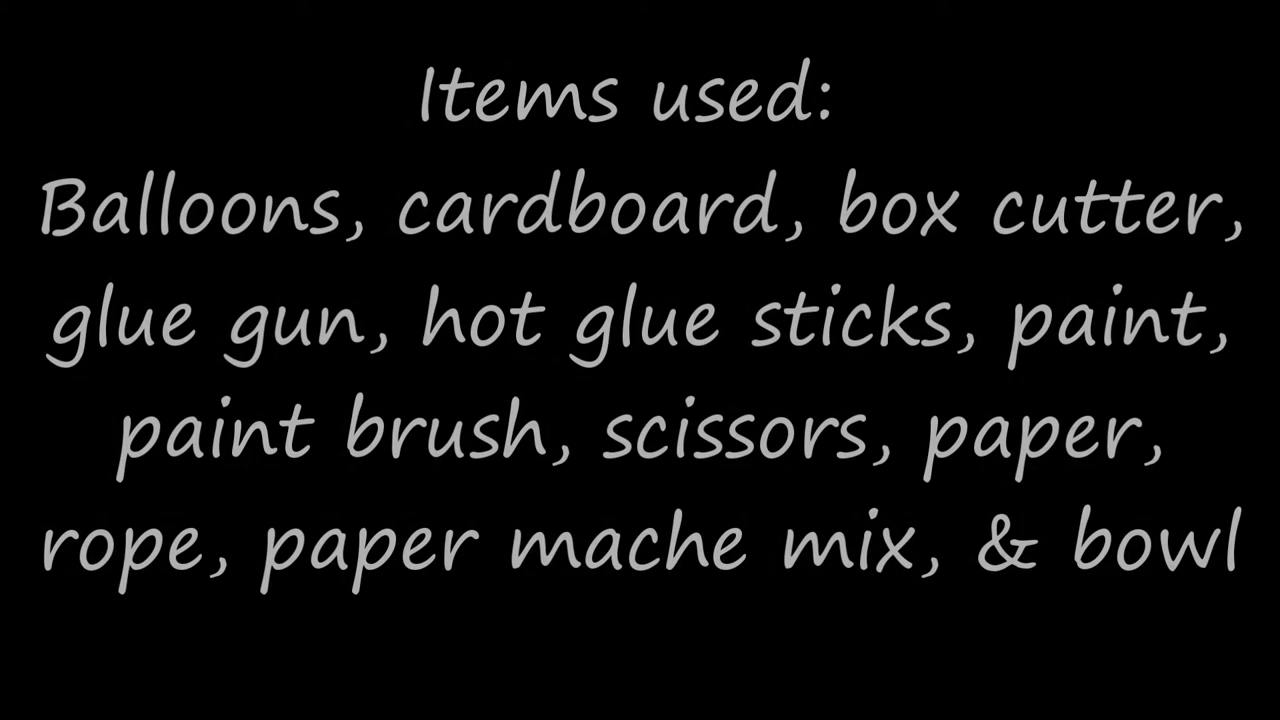 Items used:
Balloons, cardboard, box cutter,
glue gun, hot glue sticks, paint,
paint brush, scissors, paper,
rope, paper mache mix, & bowl